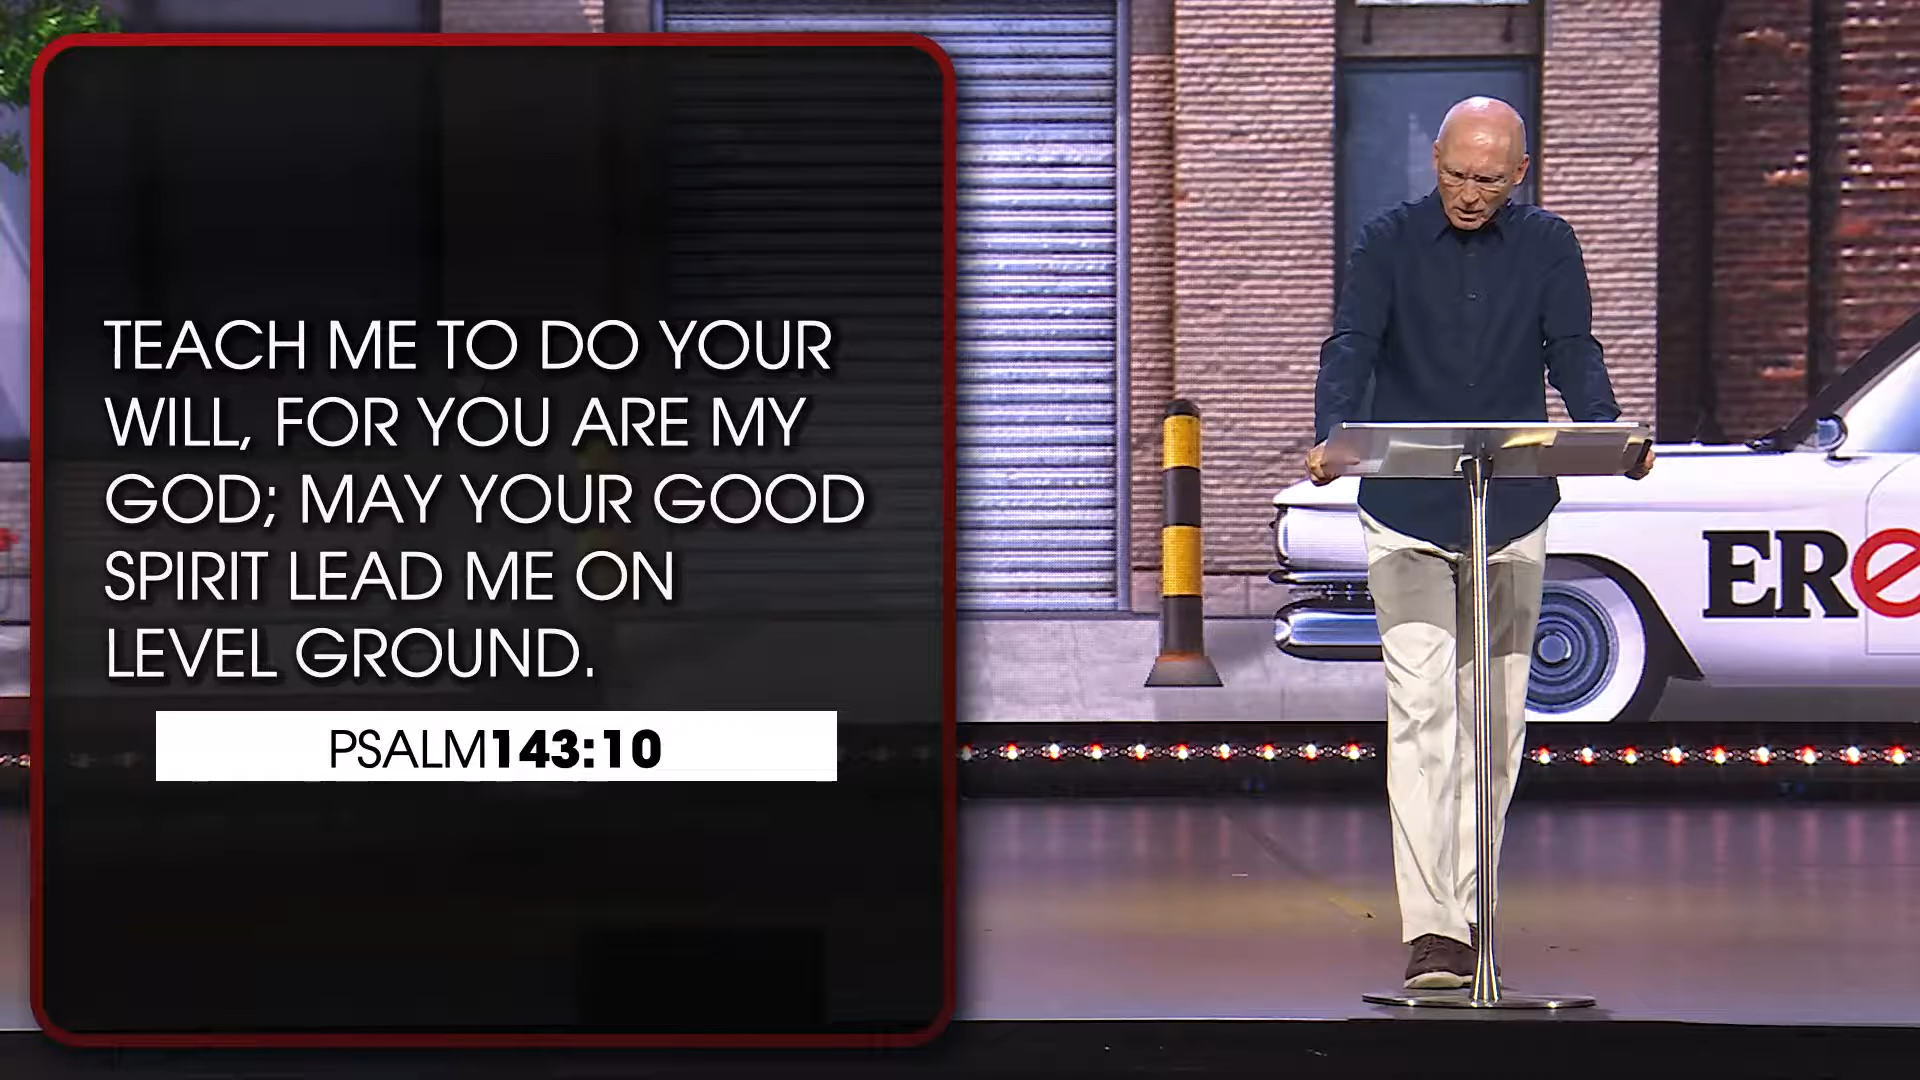 TEACH ME TO DO YOUR
WILL, FOR YOU ARE MY
GOD; MAY YOUR GOOD
SPIRIT LEAD ME ON
LEVEL GROUND.
PSALM143:10
ER